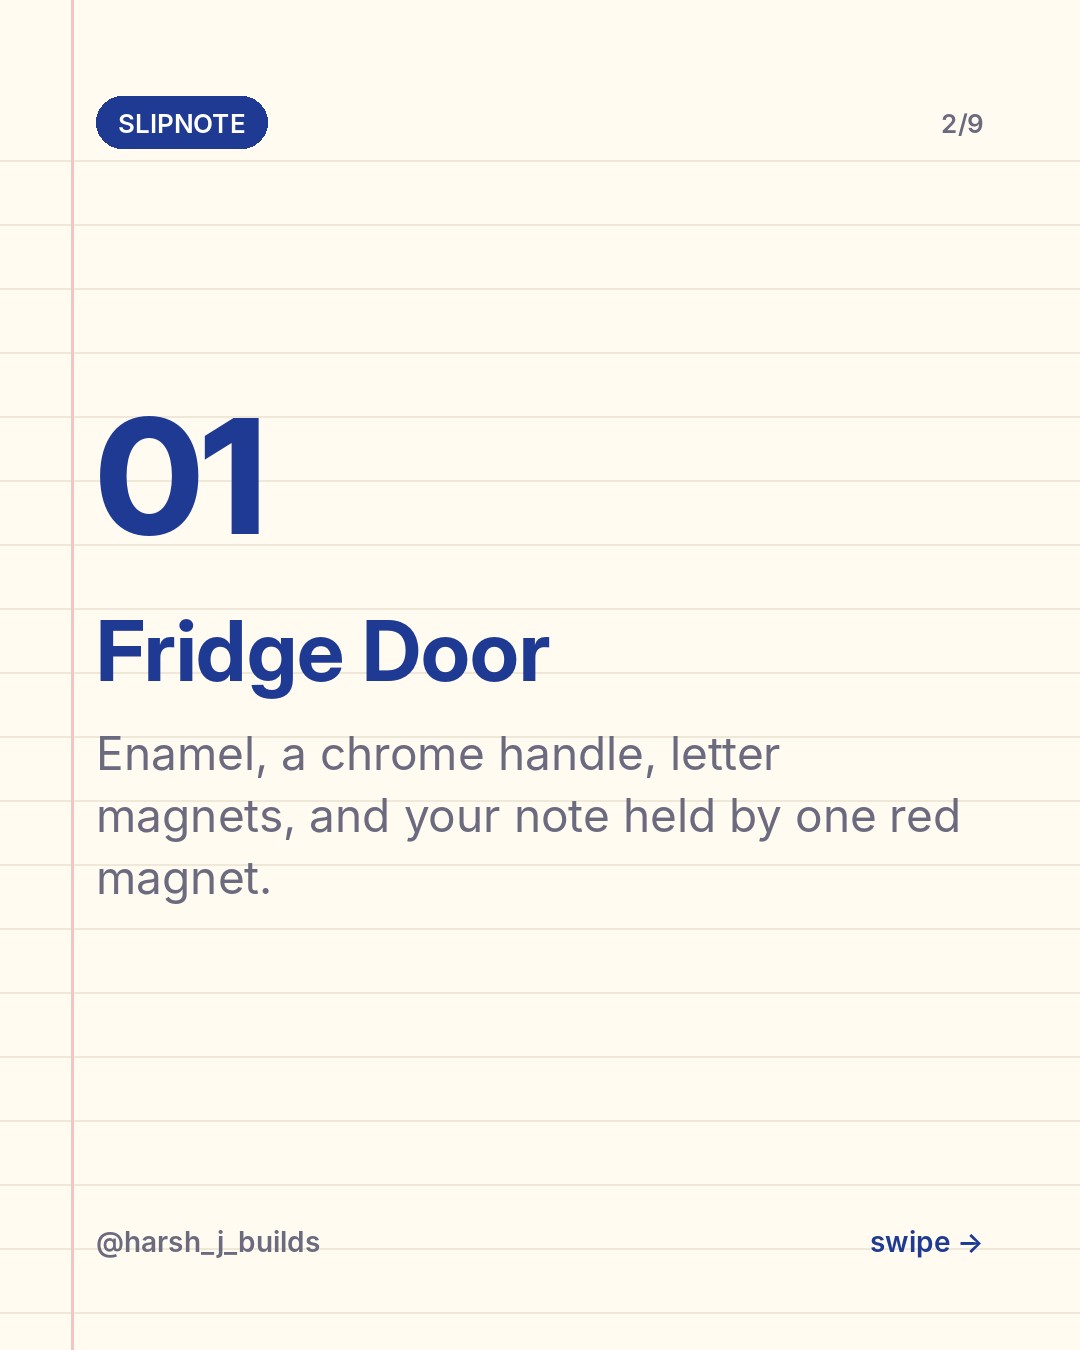 SLIPNOTE
2/9
01
Fridge Door
Enamel, a chrome handle, letter
magnets, and your note held by one red
magnet.
@harsh_j_builds
swipe →